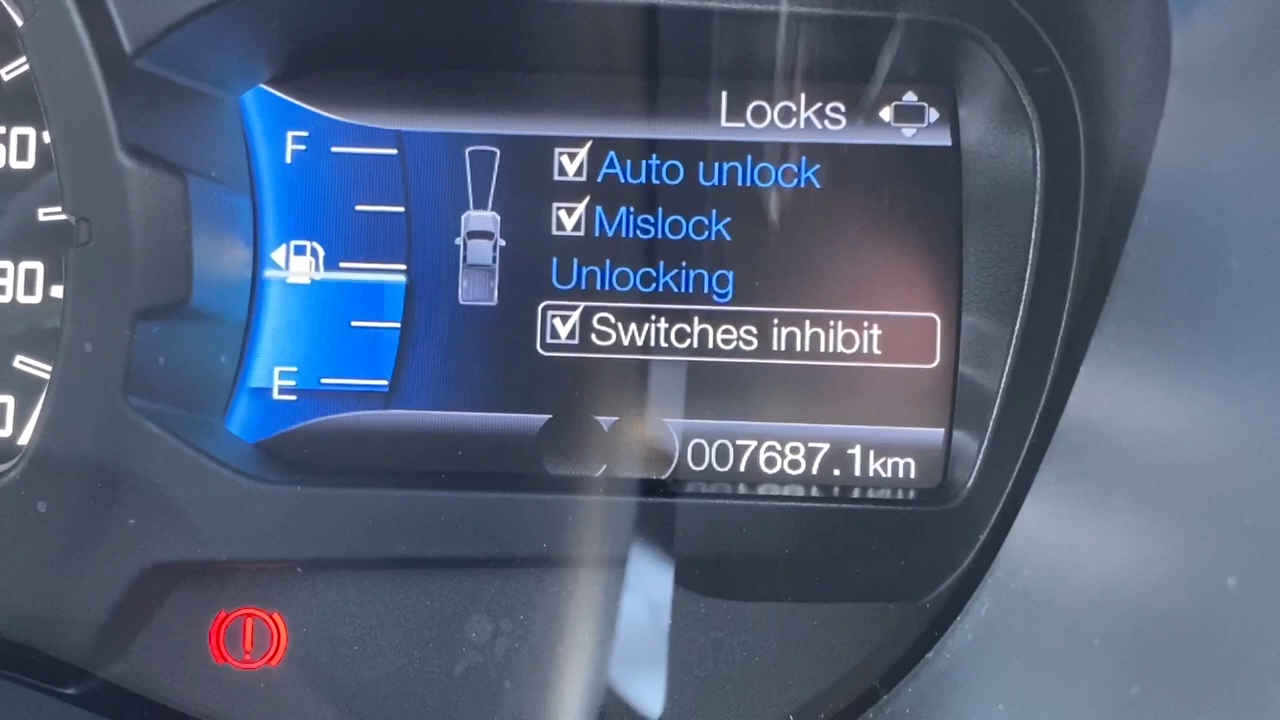 Locks
F
Auto unlock
Mislock
Unlocking
Switches inhibit
E
007687.1km